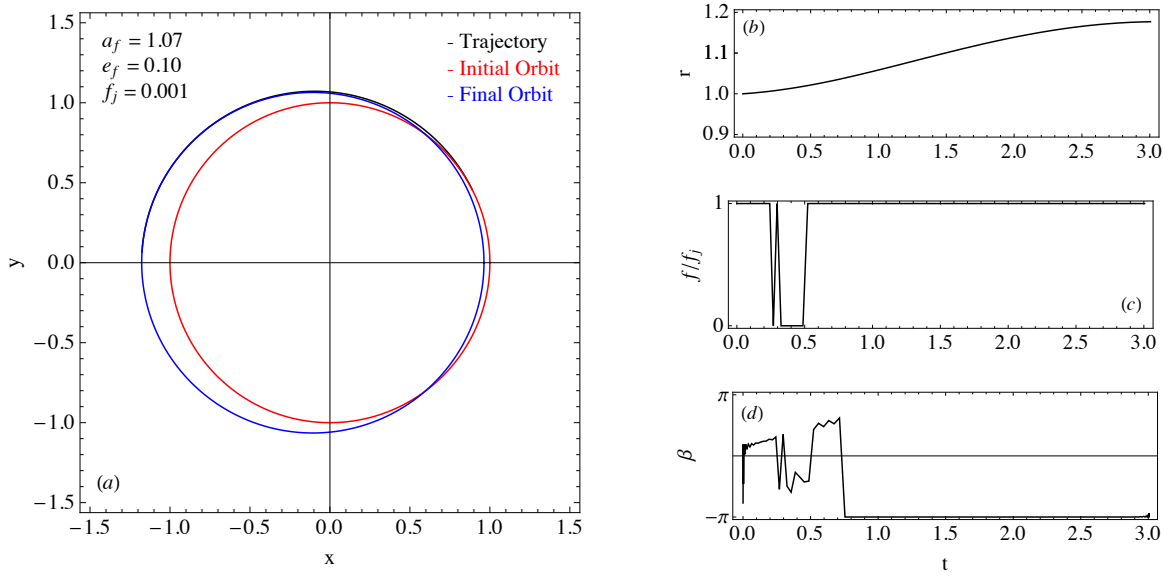 a_f = 1.07
e_f = 0.10
f_j = 0.001
- Trajectory
- Initial Orbit
- Final Orbit
1.5
1.0
0.5
0.0
−0.5
−1.0
−1.5
y
(a)
−1.5 −1.0 −0.5 0.0 0.5 1.0 1.5
x
(b)
1.2
1.1
1.0
0.9
r
0.0 0.5 1.0 1.5 2.0 2.5 3.0
1
0
f/f_j
(c)
0.0 0.5 1.0 1.5 2.0 2.5 3.0
(d)
π
−π
β
0.0 0.5 1.0 1.5 2.0 2.5 3.0
t